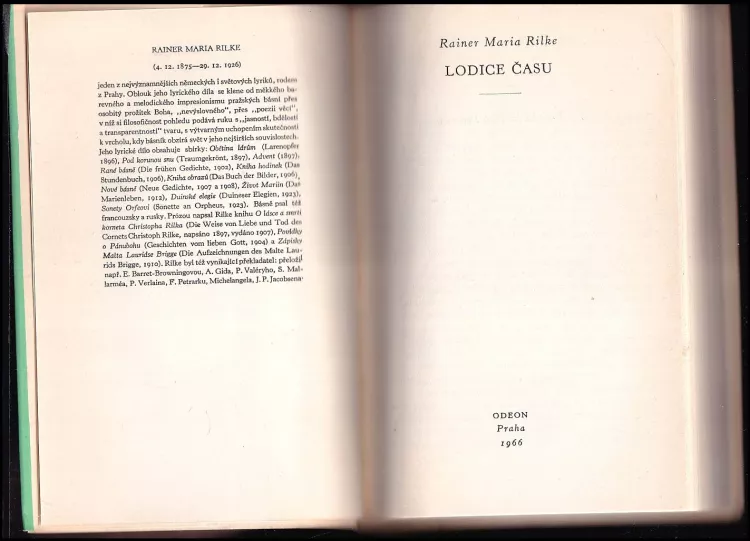 RAINER MARIA RILKE
(4. 12. 1875—29. 12. 1926)
jeden z nejvýznamnějších německých i světových lyriků, rodem
z Prahy. Oblouk jeho lyrického díla se klene od měkkého ba-
revného a melodického impresionismu pražských básní přes
osobitý prožitek Boha, „nevýslovného", přes „poezii věcí",
v níž si filosofičnost pohledu podává ruku s „jasností, bdělostí
a transparentností" tvaru, s výtvarným uchopením skutečnosti
k vrcholu, kdy básník obzírá svět v jeho nejširších souvislostech.
Jeho lyrické dílo obsahuje sbírky: Obětina lárům (Larenopfer
1896), Pod korunou snu (Traumgekrönt, 1897), Advent (1897),
Rané básně (Die frühen Gedichte, 1902), Kniha hodinek (Das
Stundenbuch, 1906), Kniha obrazů (Das Buch der Bilder, 1906),
Nové básně (Neue Gedichte, 1907 a 1908), Život Mariin (Das
Marienleben, 1912), Duinské elegie (Duineser Elegien, 1923),
Sonety Orfeovi (Sonette an Orpheus, 1923). Básně psal též
francouzsky a rusky. Prózou napsal Rilke knihu O lásce a smrti
korneta Christopha Rilka (Die Weise von Liebe und Tod des
Cornets Christoph Rilke, napsáno 1897, vydáno 1907), Povídky
o Pánubohu (Geschichten vom lieben Gott, 1904) a Zápisky
Malta Lauridse Brigge (Die Aufzeichnungen des Malte Lau-
rids Brigge, 1910). Rilke byl též vynikající překladatel: přeložil
např. E. Barret-Browningovou, A. Gida, P. Valéryho, S. Mal-
larméa, P. Verlaina, F. Petrarku, Michelangela, J. P. Jacobsena
Rainer Maria Rilke
LODICE ČASU
ODEON
Praha
1966